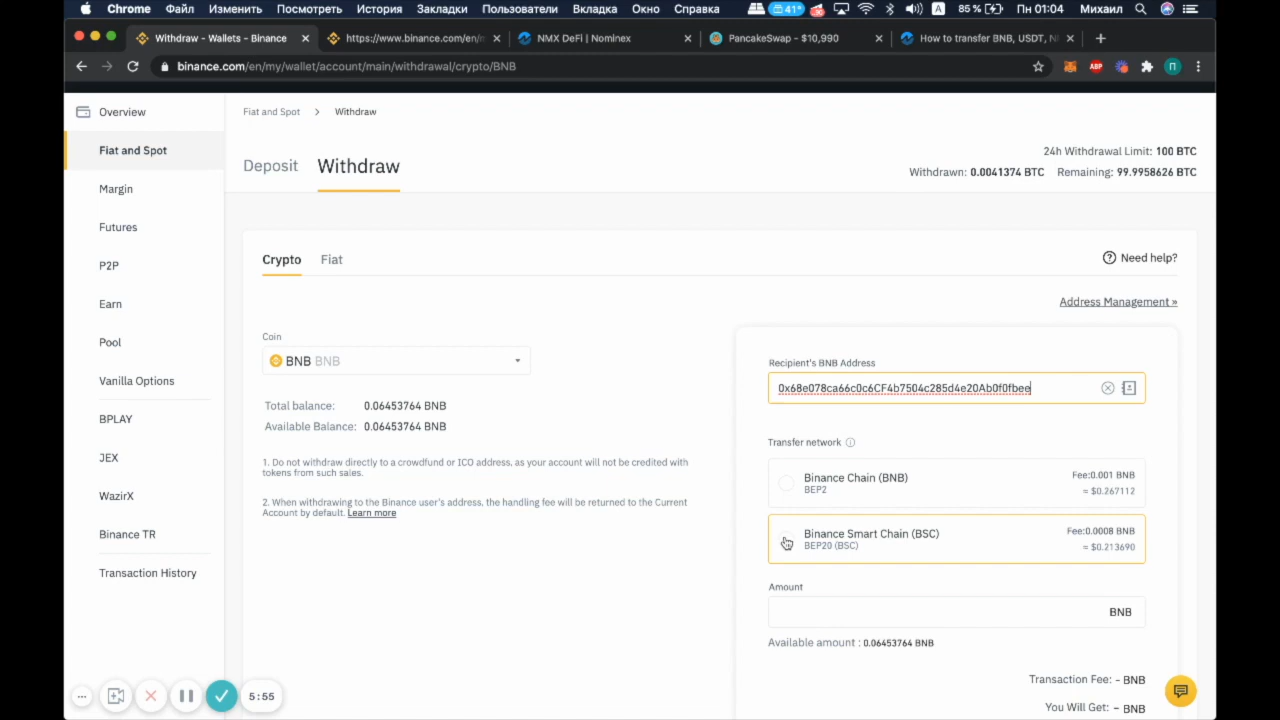 Chrome Файл Изменить Посмотреть История Закладки Пользователи Вкладка Окно Справка 41° A 85 % Пн 01:04 Михаил
Withdraw - Wallets - Binance
https://www.binance.com/en/
NMX DeFi | Nominex
PancakeSwap - $10,990
How to transfer BNB, USDT, N
binance.com/en/my/wallet/account/main/withdrawal/crypto/BNB
ABP
П
Overview
Fiat and Spot
Margin
Futures
P2P
Earn
Pool
Vanilla Options
BPLAY
JEX
WazirX
Binance TR
Transaction History
Fiat and Spot > Withdraw
Deposit Withdraw
24h Withdrawal Limit: 100 BTC
Withdrawn: 0.0041374 BTC Remaining: 99.9958626 BTC
Crypto Fiat
Need help?
Address Management »
Coin
BNB BNB
Total balance: 0.06453764 BNB
Available Balance: 0.06453764 BNB
1. Do not withdraw directly to a crowdfund or ICO address, as your account will not be credited with
tokens from such sales.
2. When withdrawing to the Binance user's address, the handling fee will be returned to the Current
Account by default. Learn more
Recipient's BNB Address
0x68e078ca66c0c6CF4b7504c285d4e20Ab0f0fbee
Transfer network
Binance Chain (BNB)
BEP2
Fee:0.001 BNB
≈ $0.267112
Binance Smart Chain (BSC)
BEP20 (BSC)
Fee:0.0008 BNB
≈ $0.213690
Amount
BNB
Available amount : 0.06453764 BNB
Transaction Fee: – BNB
You Will Get: – BNB
5:55